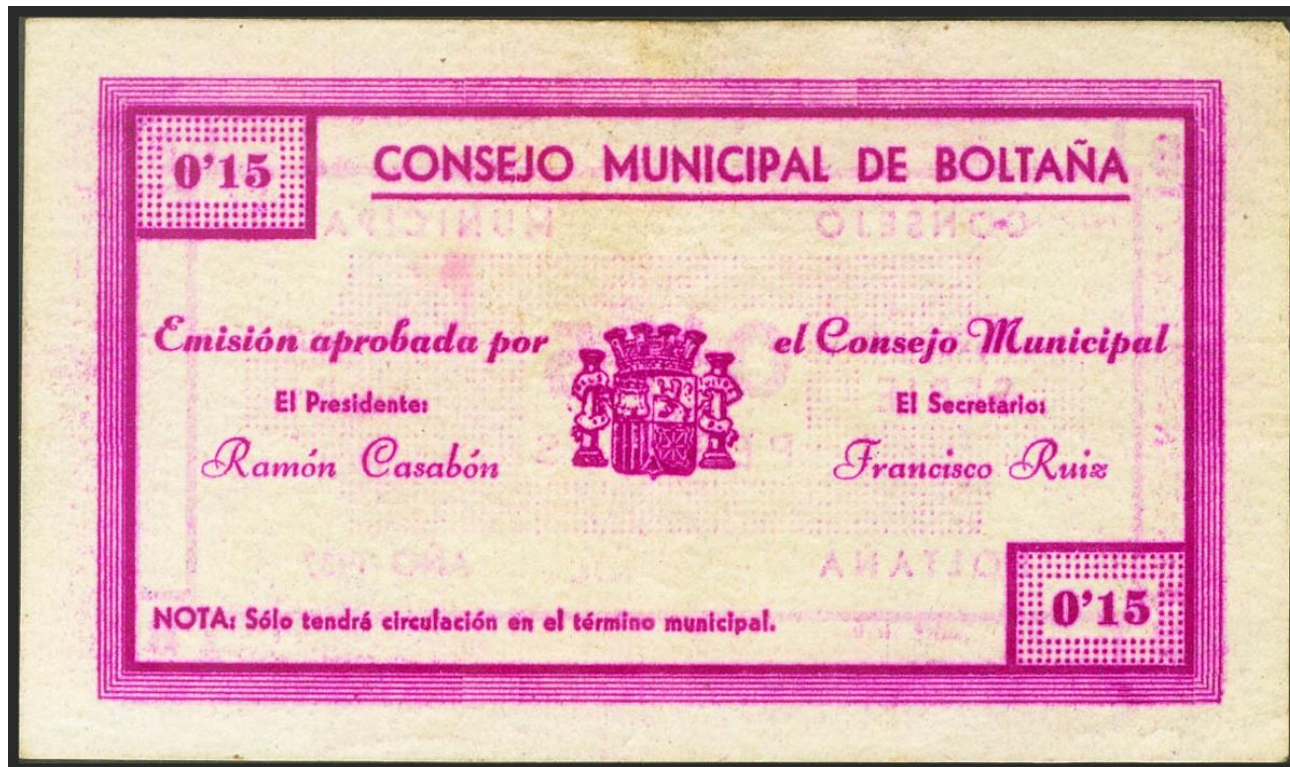 0'15
CONSEJO MUNICIPAL DE BOLTAÑA
Emisión aprobada por el Consejo Municipal
El Presidente: El Secretario:
Ramón Casabón Francisco Ruiz
NOTA: Sólo tendrá circulación en el término municipal.
0'15